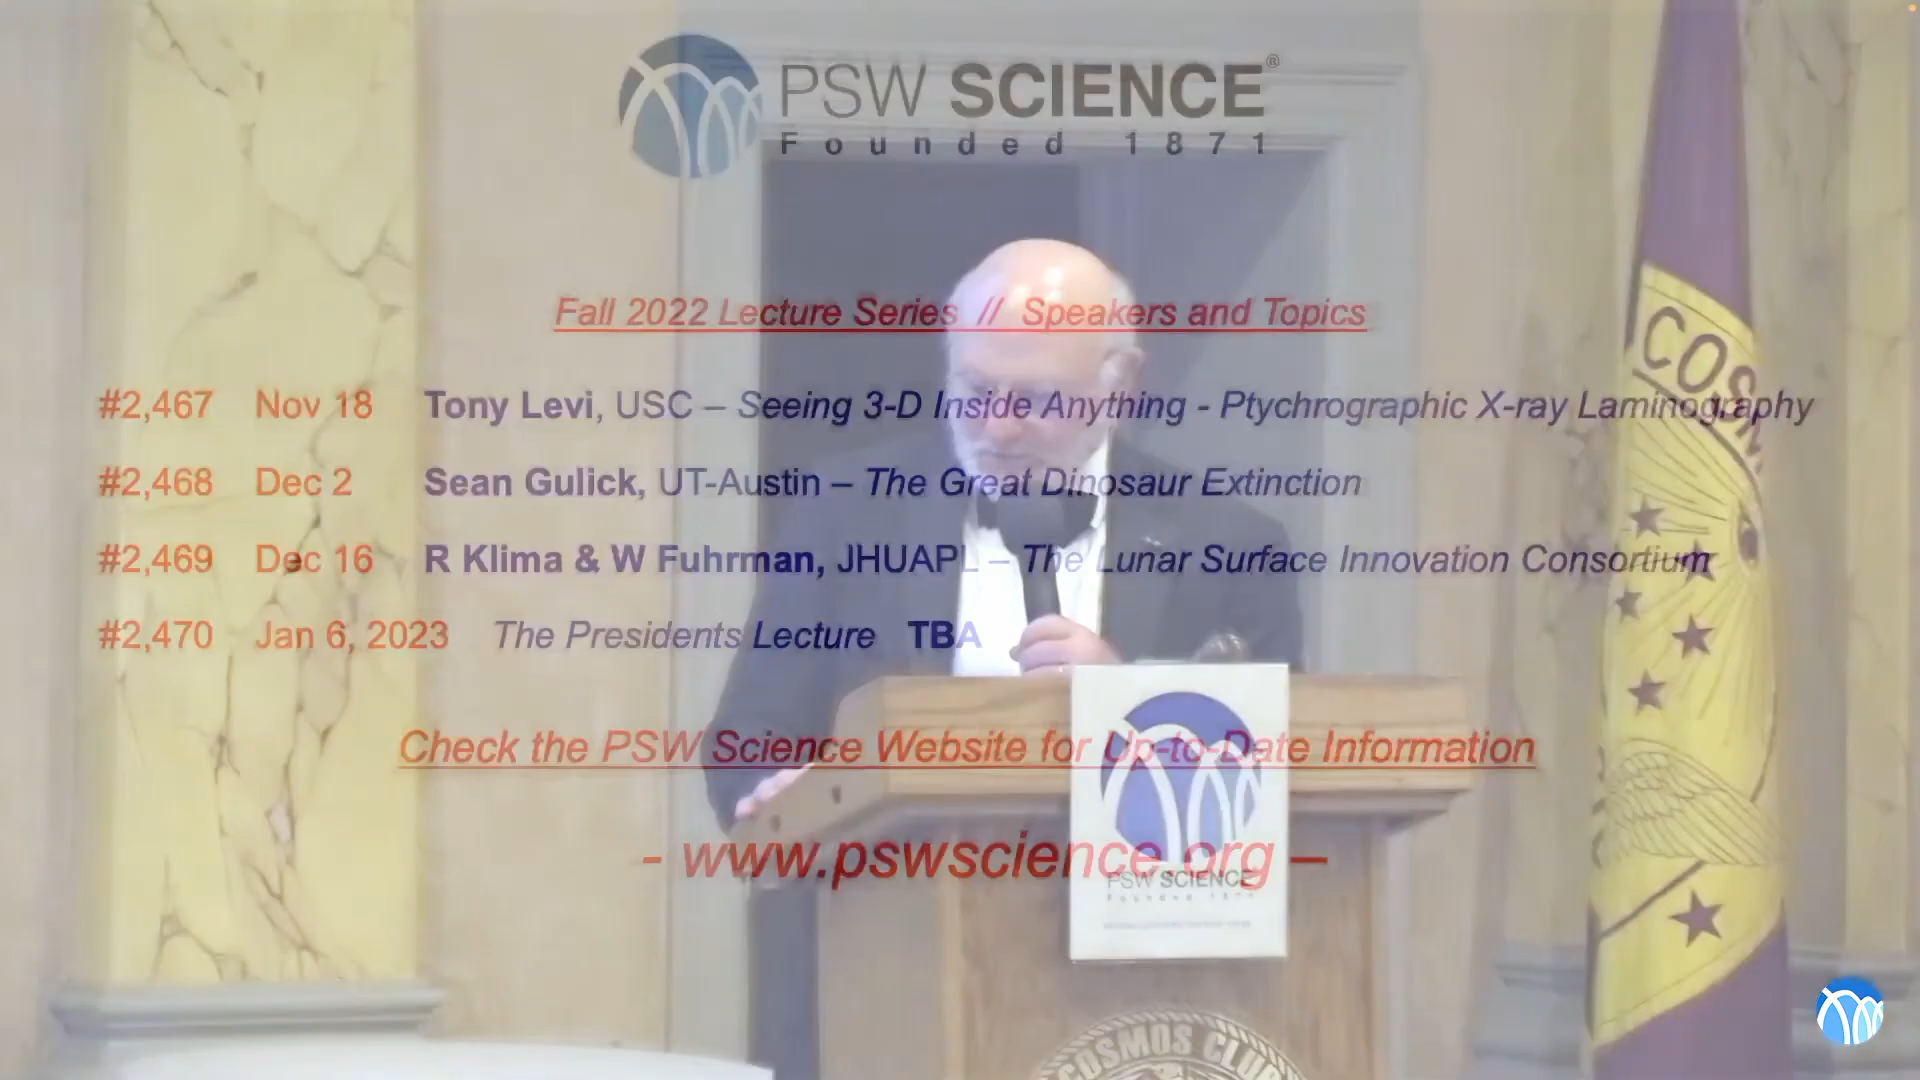 PSW SCIENCE®
Founded 1871
Fall 2022 Lecture Series // Speakers and Topics
#2,467 Nov 18 Tony Levi, USC – Seeing 3-D Inside Anything - Ptychrographic X-ray Laminography
#2,468 Dec 2 Sean Gulick, UT-Austin – The Great Dinosaur Extinction
#2,469 Dec 16 R Klima & W Fuhrman, JHUAPL – The Lunar Surface Innovation Consortium
#2,470 Jan 6, 2023 The Presidents Lecture TBA
Check the PSW Science Website for Up-to-Date Information
- www.pswscience.org –
PSW SCIENCE
Founded 1871
COSMOS CLUB